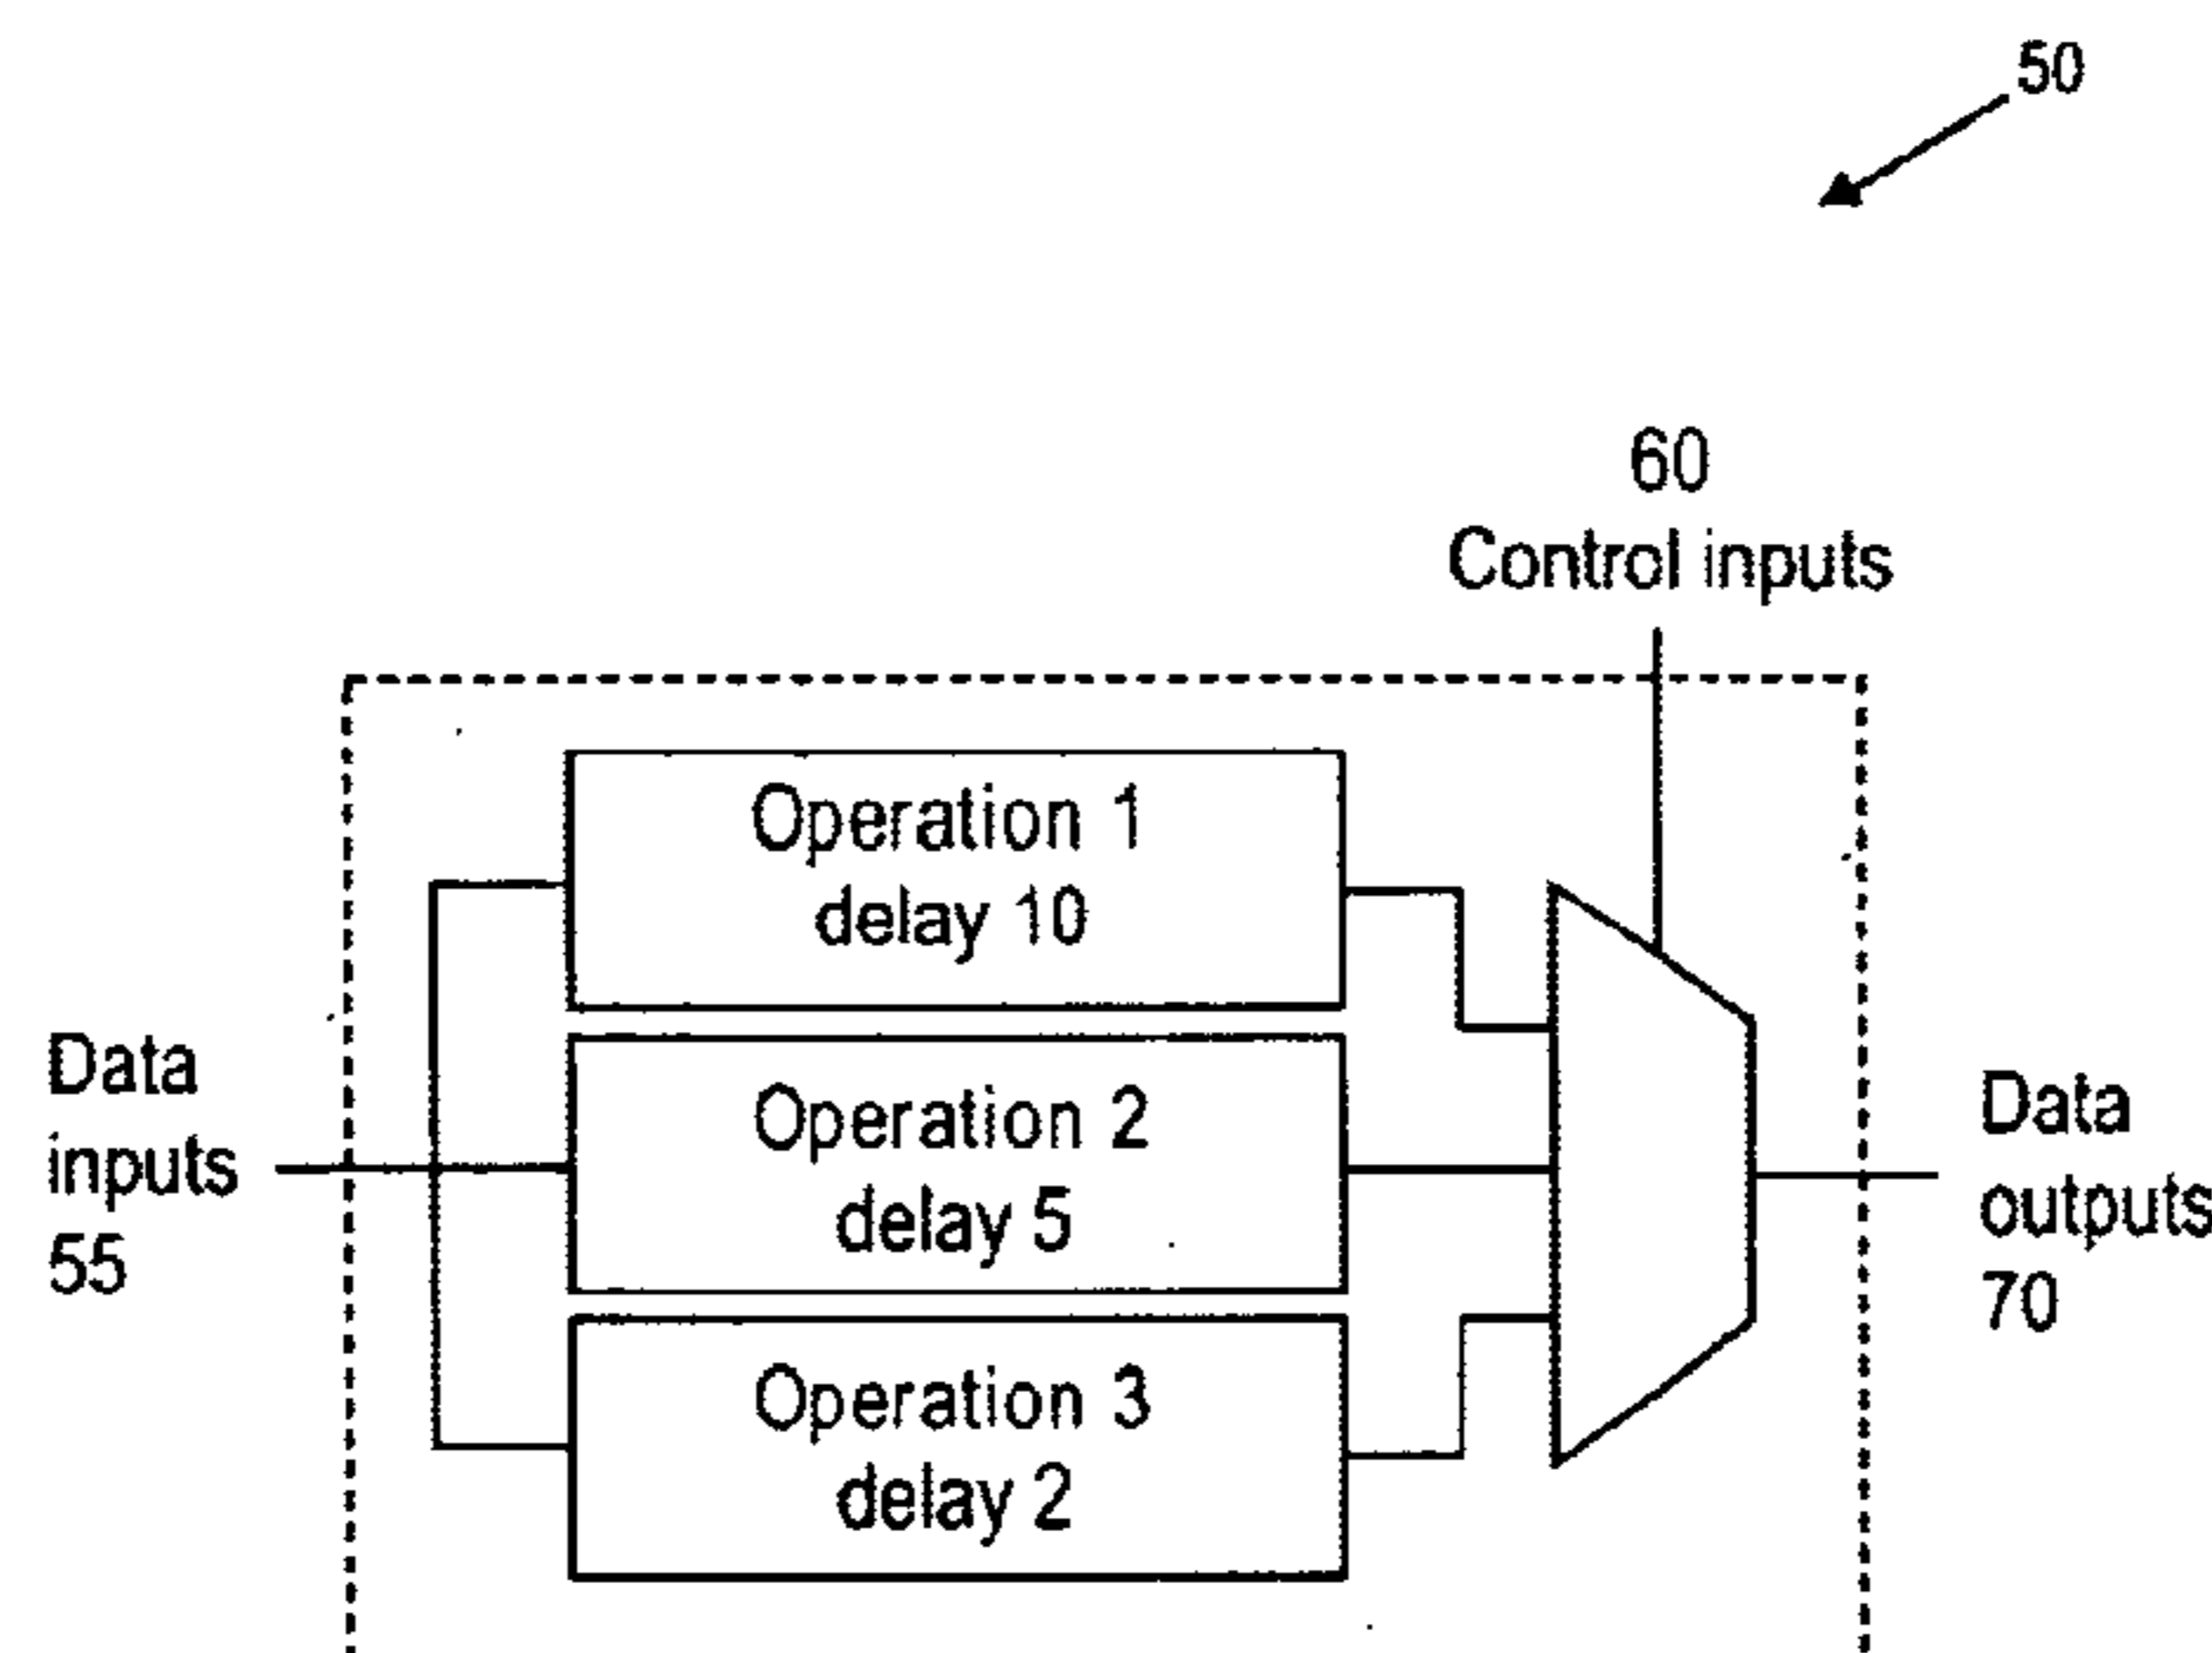 50
60
Control inputs
Operation 1
delay 10
Data
inputs
55
Operation 2
delay 5
Data
outputs
70
Operation 3
delay 2